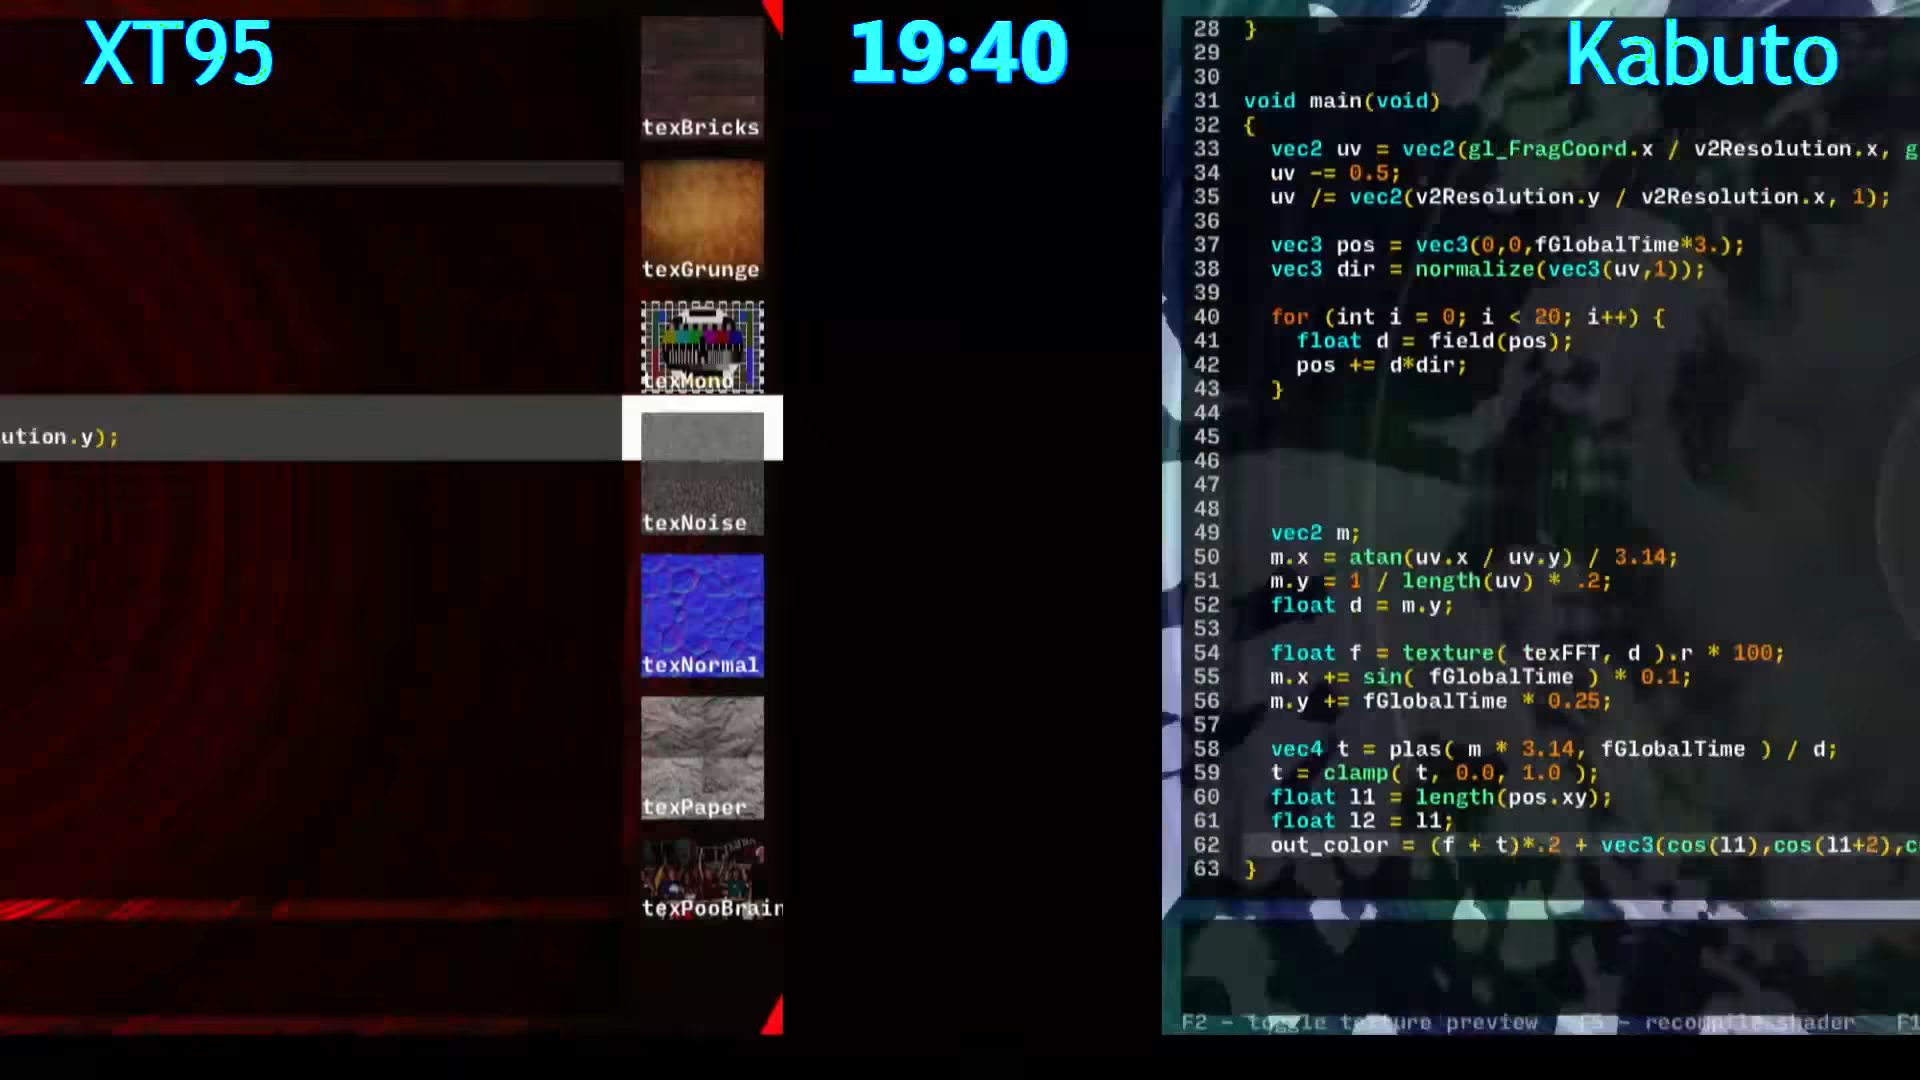 XT95
19:40
Kabuto
texBricks
texGrunge
texMono
ution.y);
texNoise
texNormal
texPaper
texPooBrain
28 }
29
30
31 void main(void)
32 {
33 vec2 uv = vec2(gl_FragCoord.x / v2Resolution.x, g
34 uv -= 0.5;
35 uv /= vec2(v2Resolution.y / v2Resolution.x, 1);
36
37 vec3 pos = vec3(0,0,fGlobalTime*3.);
38 vec3 dir = normalize(vec3(uv,1));
39
40 for (int i = 0; i < 20; i++) {
41 float d = field(pos);
42 pos += d*dir;
43 }
44
45
46
47
48
49 vec2 m;
50 m.x = atan(uv.x / uv.y) / 3.14;
51 m.y = 1 / length(uv) * .2;
52 float d = m.y;
53
54 float f = texture( texFFT, d ).r * 100;
55 m.x += sin( fGlobalTime ) * 0.1;
56 m.y += fGlobalTime * 0.25;
57
58 vec4 t = plas( m * 3.14, fGlobalTime ) / d;
59 t = clamp( t, 0.0, 1.0 );
60 float l1 = length(pos.xy);
61 float l2 = l1;
62 out_color = (f + t)*.2 + vec3(cos(l1),cos(l1+2),c
63 }
F2 - toggle texture preview F5 - recompile shader F1